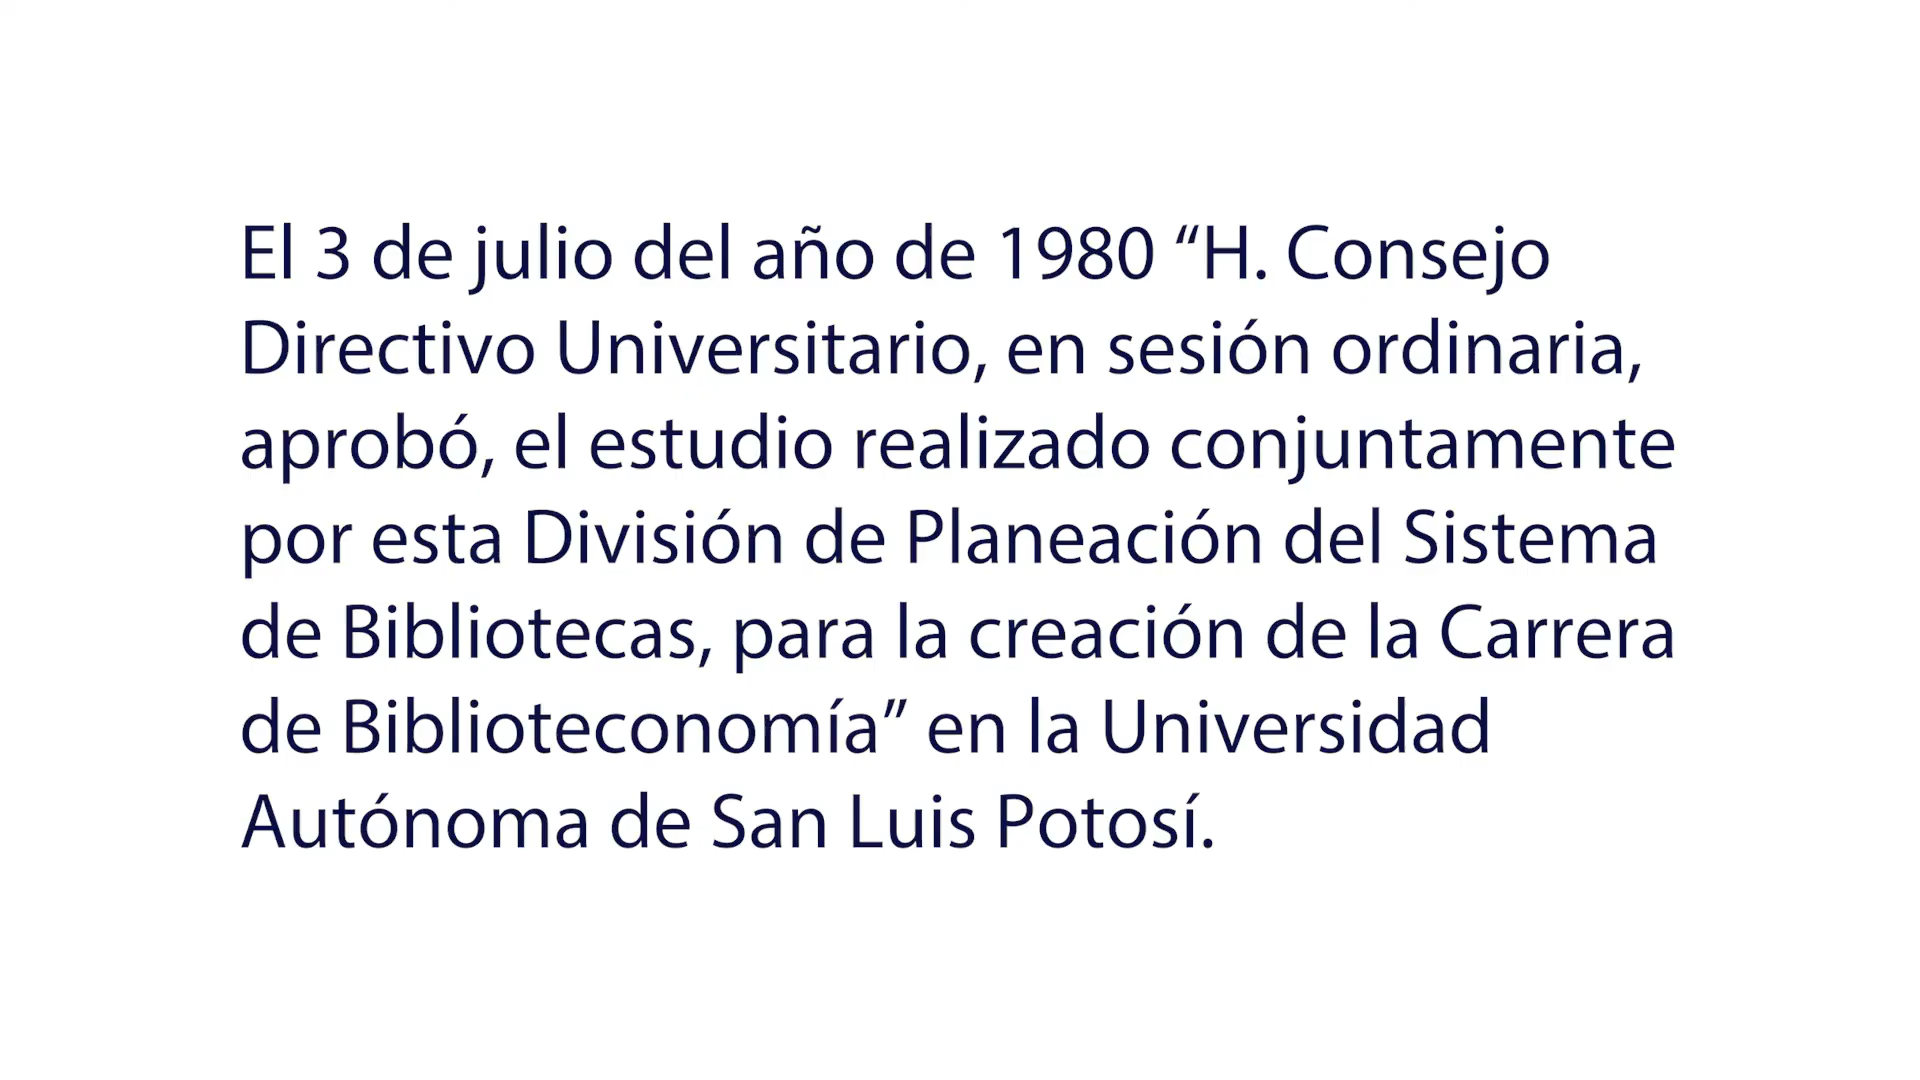 El 3 de julio del año de 1980 “H. Consejo
Directivo Universitario, en sesión ordinaria,
aprobó, el estudio realizado conjuntamente
por esta División de Planeación del Sistema
de Bibliotecas, para la creación de la Carrera
de Biblioteconomía” en la Universidad
Autónoma de San Luis Potosí.